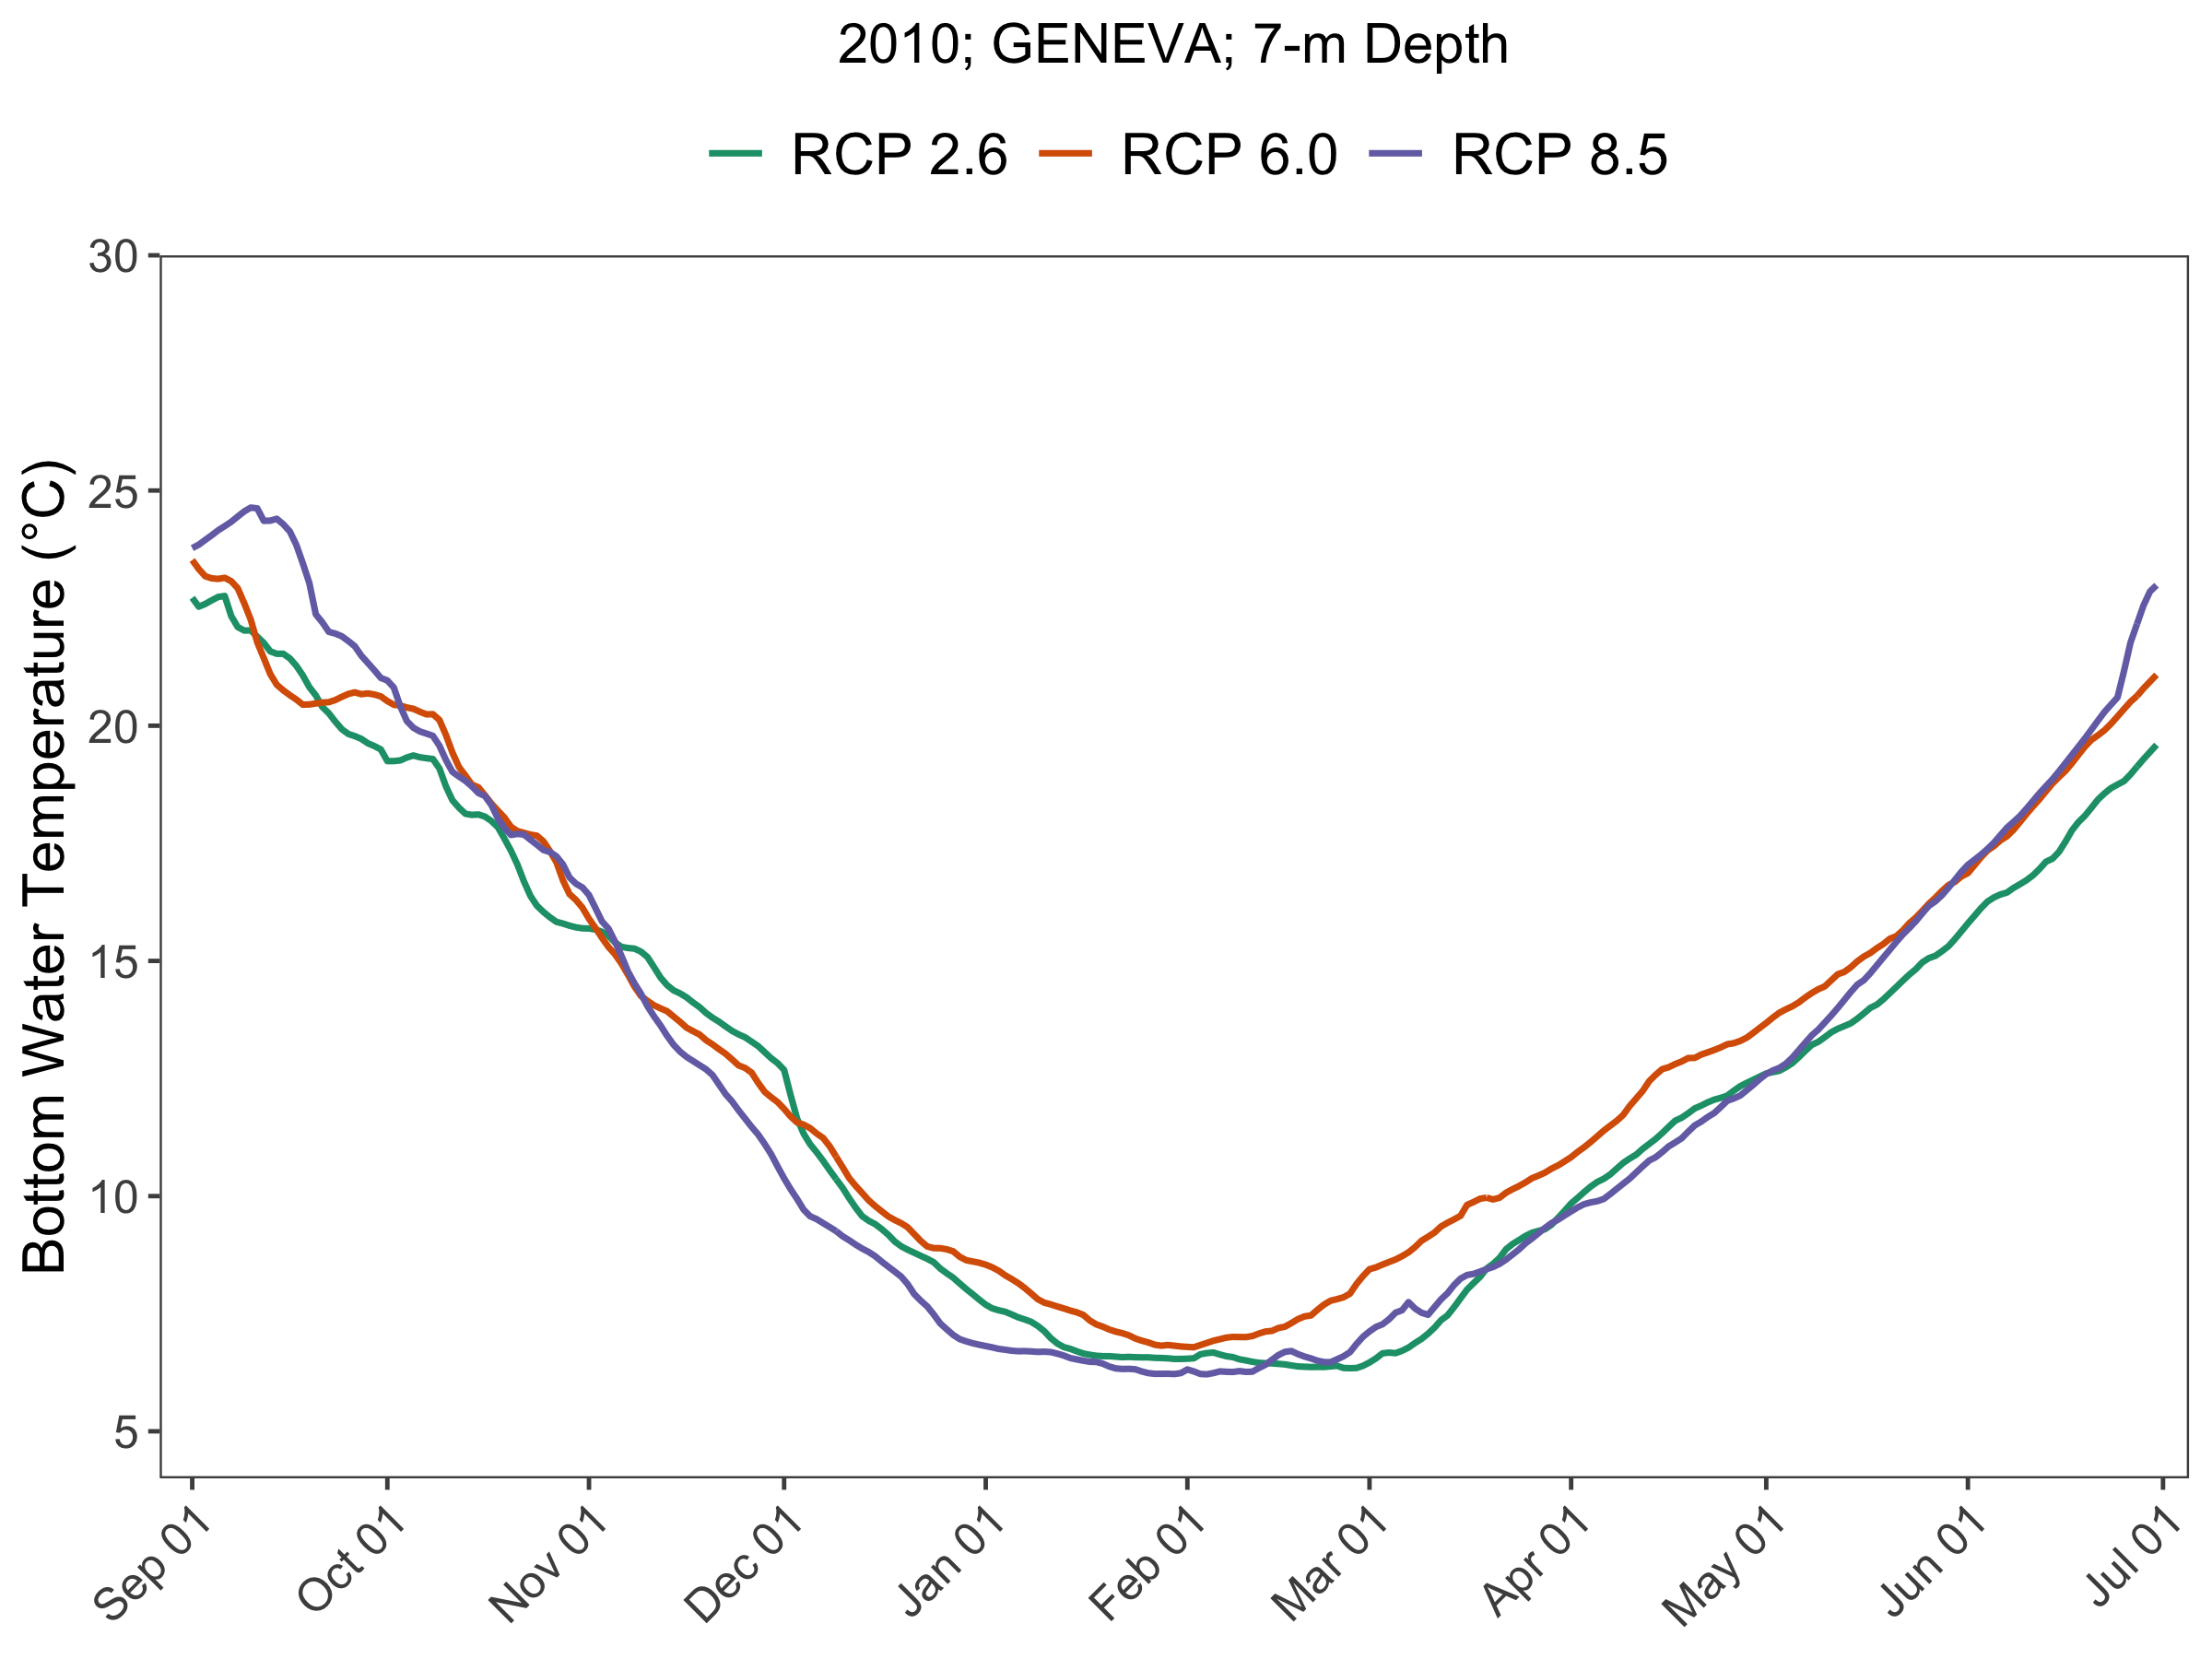 2010; GENEVA; 7-m Depth
RCP 2.6 RCP 6.0 RCP 8.5
Bottom Water Temperature (°C)
30
25
20
15
10
5
Sep 01 Oct 01 Nov 01 Dec 01 Jan 01 Feb 01 Mar 01 Apr 01 May 01 Jun 01 Jul 01